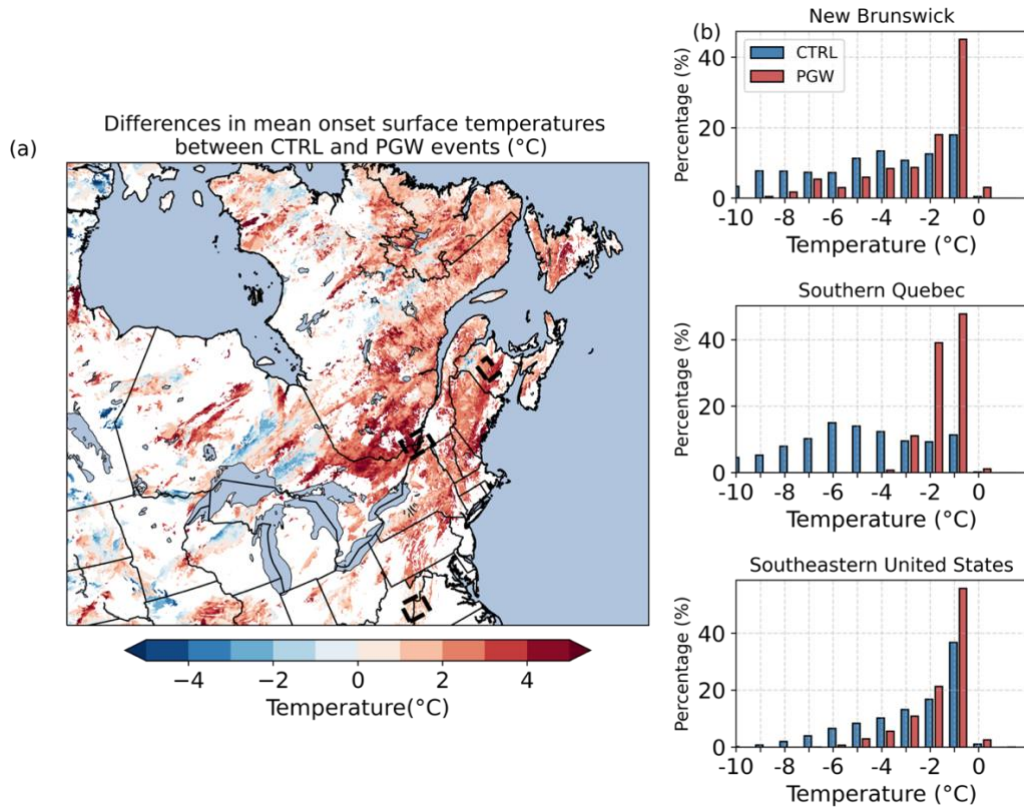 (a)
Differences in mean onset surface temperatures
between CTRL and PGW events (°C)
−4 −2 0 2 4
Temperature(°C)
(b)
New Brunswick
CTRL
PGW
Percentage (%)
40
20
0
-10 -8 -6 -4 -2 0
Temperature (°C)
Southern Quebec
Percentage (%)
40
20
0
-10 -8 -6 -4 -2 0
Temperature (°C)
Southeastern United States
Percentage (%)
40
20
0
-10 -8 -6 -4 -2 0
Temperature (°C)